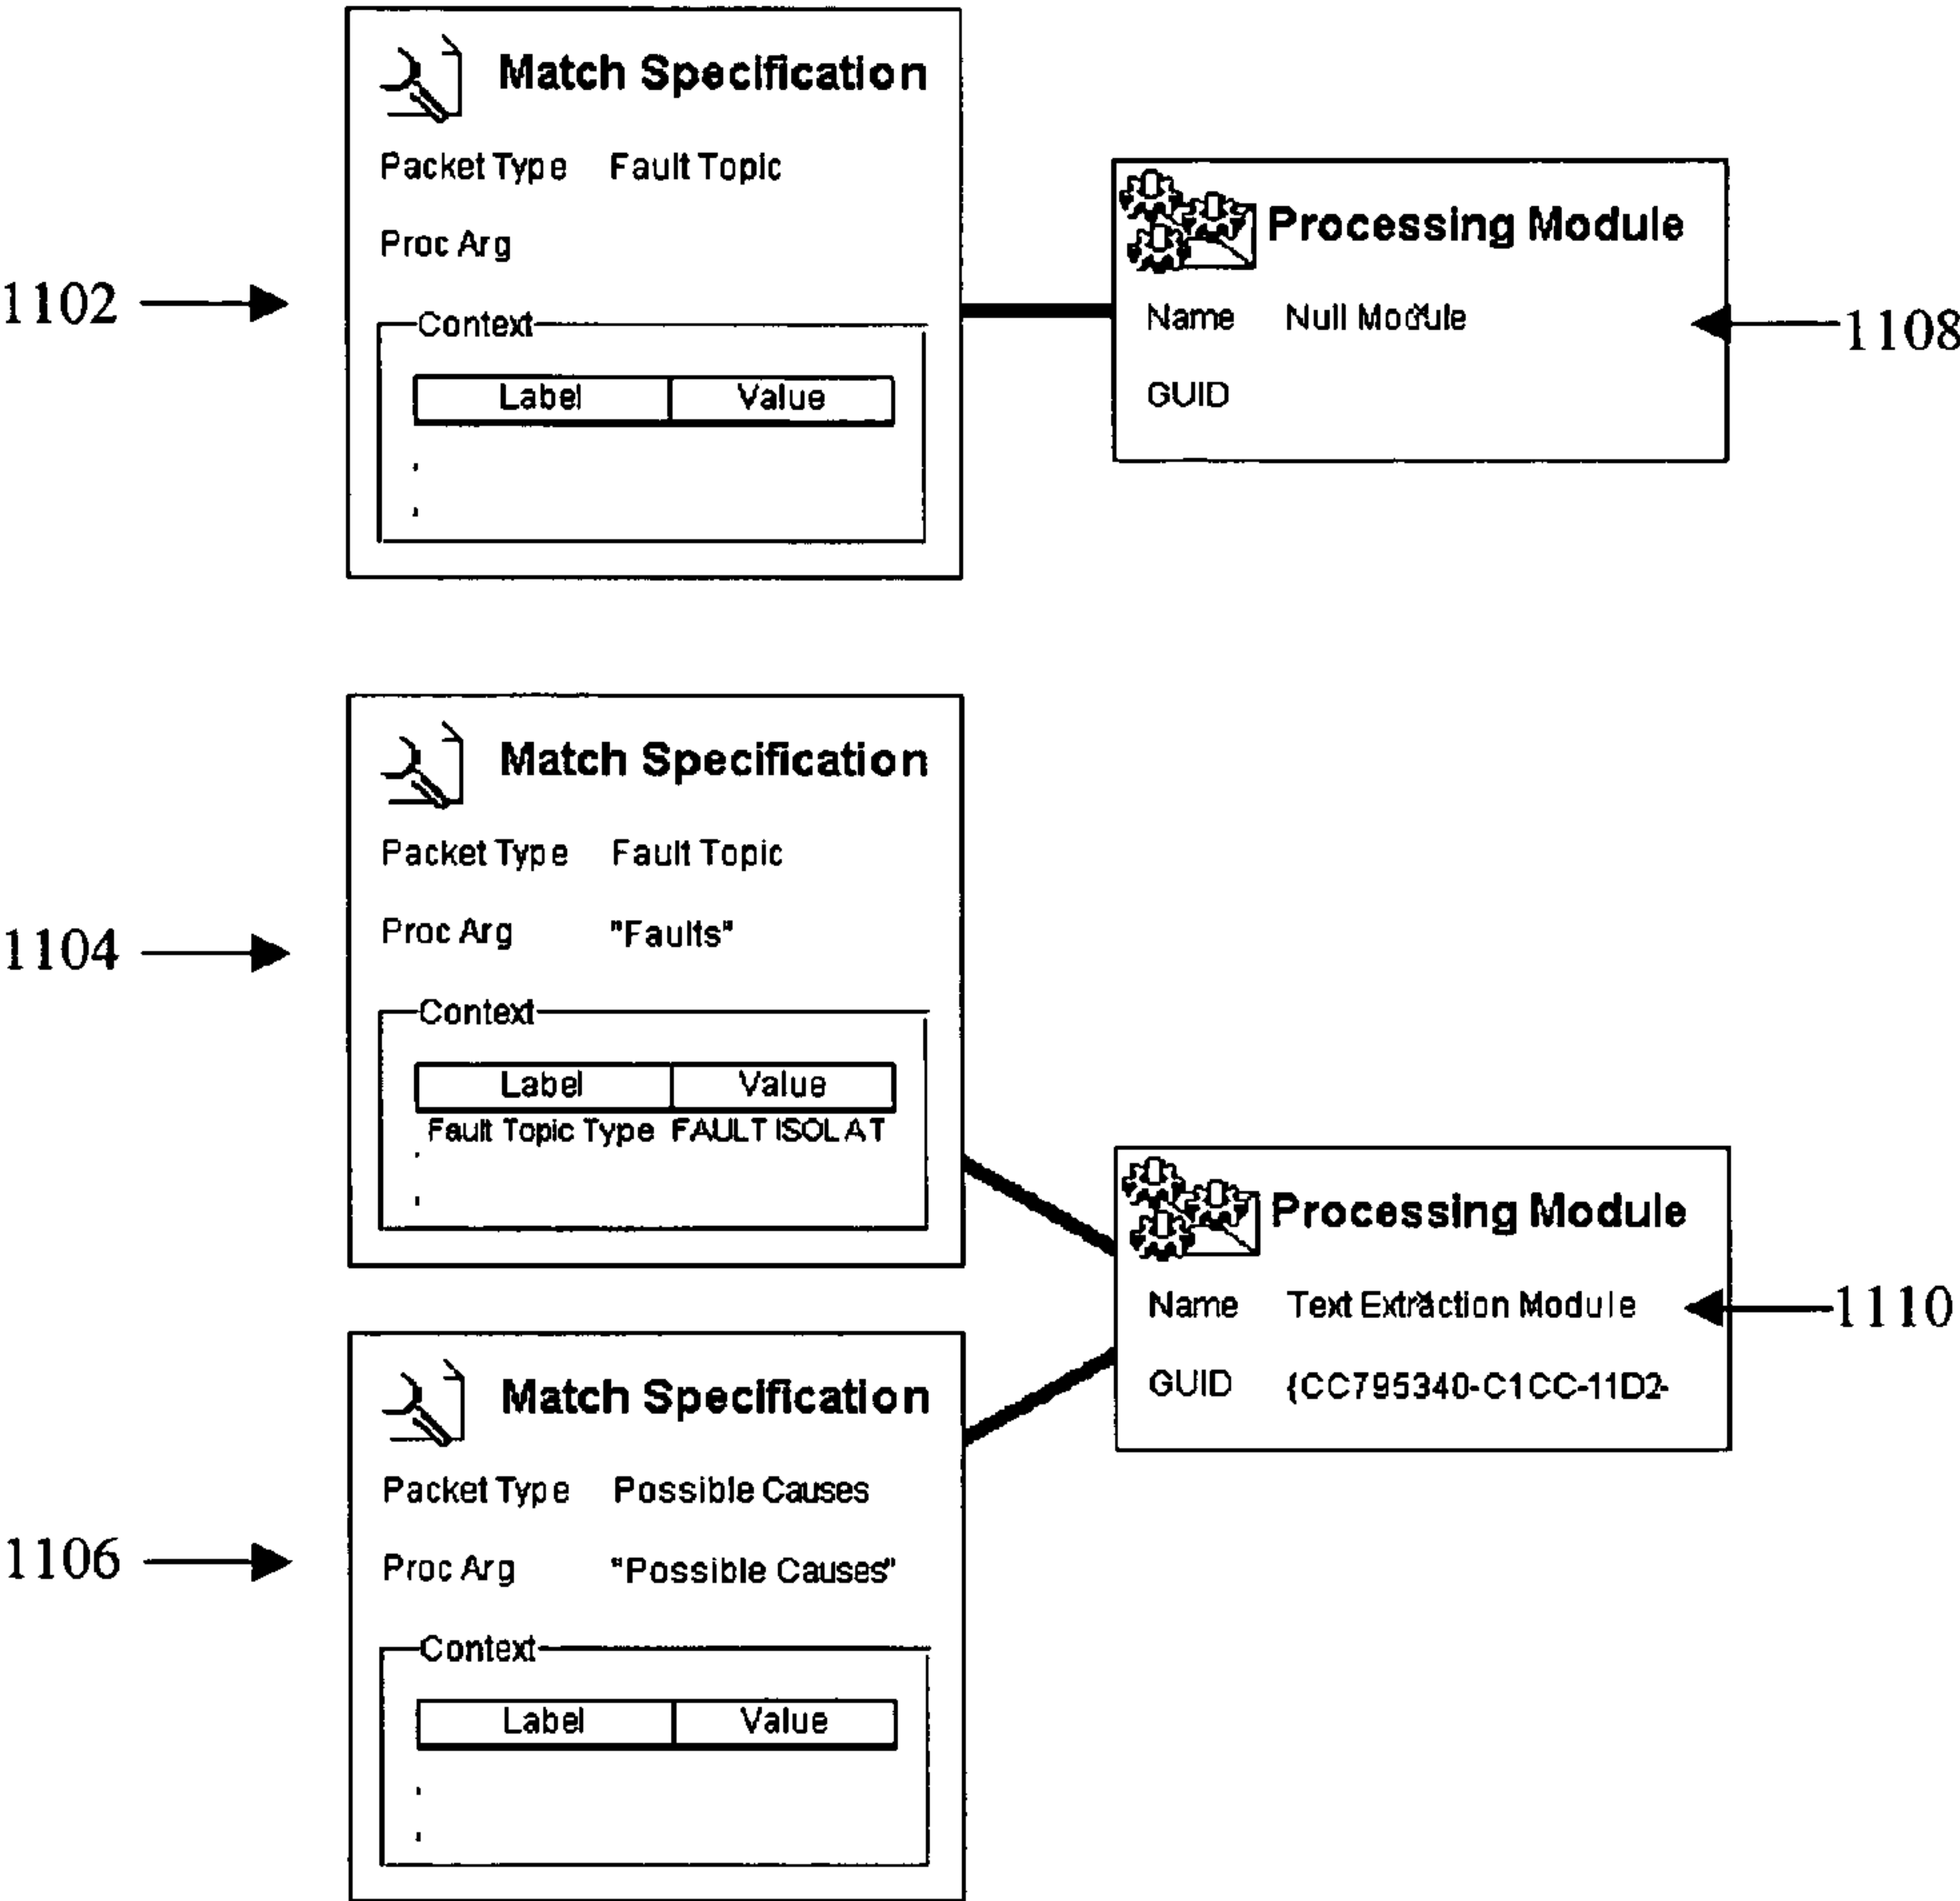 Match Specification
Packet Type Fault Topic
Proc Arg
1102
Context
Label Value
Processing Module
Name Null Module
1108
GUID
Match Specification
Packet Type Fault Topic
Proc Arg "Faults"
1104
Context
Label Value
Fault Topic Type FAULT ISOLAT
Processing Module
Name Text Extraction Module
1110
GUID {CC795340-C1CC-11D2-
Match Specification
Packet Type Possible Causes
Proc Arg "Possible Causes"
1106
Context
Label Value